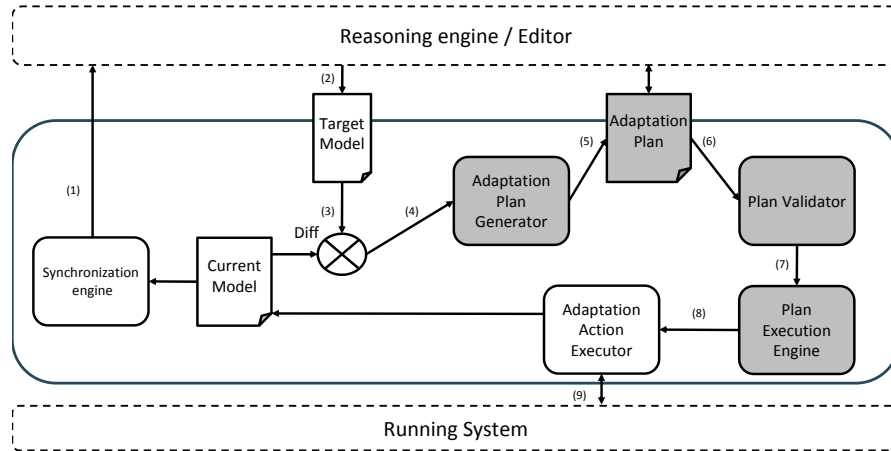 Reasoning engine / Editor
(2)
Target
Model
Adaptation
Plan
(5)
(6)
(1)
Adaptation
Plan
Generator
Plan Validator
(3)
(4)
Diff
Synchronization
engine
Current
Model
(7)
Adaptation
Action
Executor
(8)
Plan
Execution
Engine
(9)
Running System